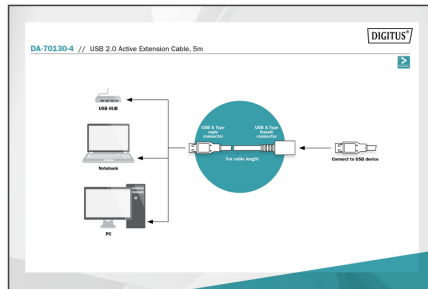 DIGITUS®
DA-70130-4 // USB 2.0 Active Extension Cable, 5m
USB HUB
USB A Type
male
connector
USB A Type
female
connector
5m cable length
Notebook
Connect to USB device
PC